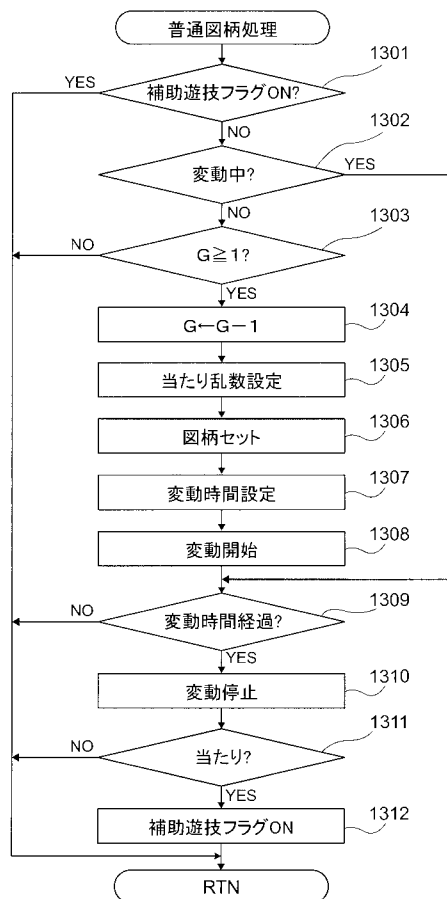 普通図柄処理
1301
YES
補助遊技フラグON?
NO
1302
変動中?
YES
NO
1303
NO
G≧1?
YES
1304
G←G－1
1305
当たり乱数設定
1306
図柄セット
1307
変動時間設定
1308
変動開始
1309
NO
変動時間経過?
YES
1310
変動停止
1311
NO
当たり?
YES
1312
補助遊技フラグON
RTN